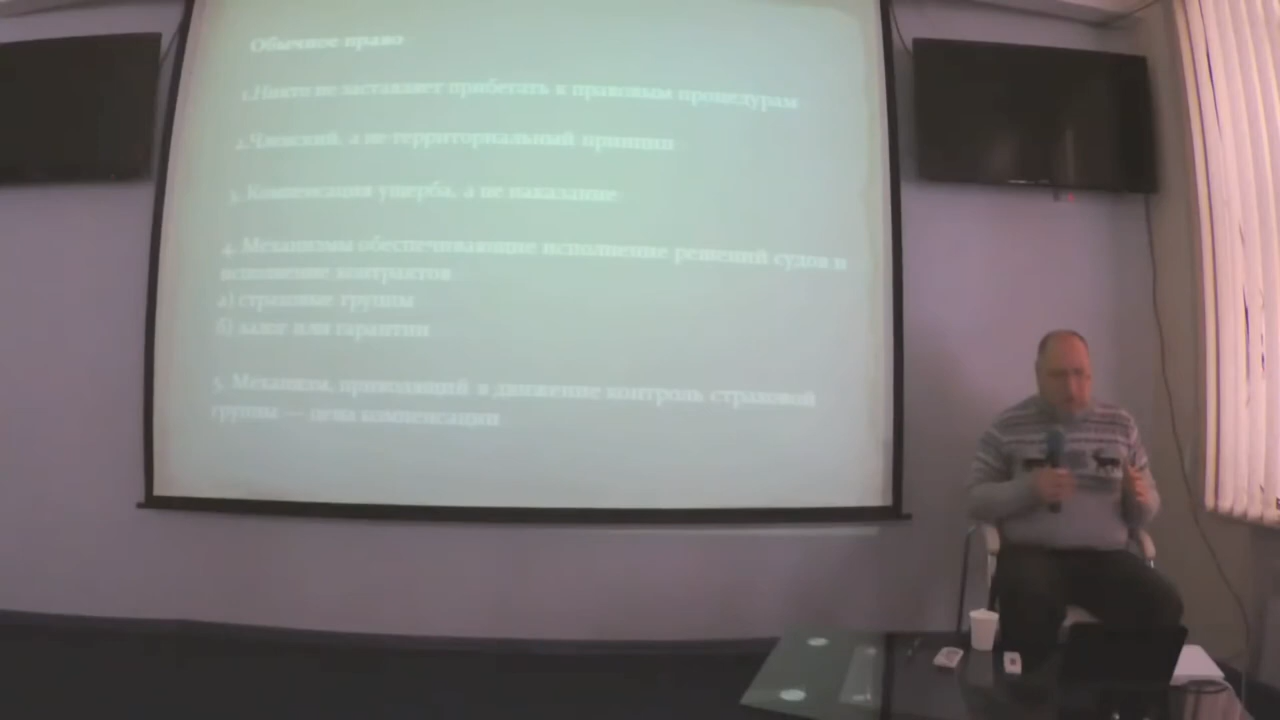 Обычное право
1.Никто не заставляет прибегать к правовым процедурам
2.Членский, а не территориальный принцип
3. Компенсация ущерба, а не наказание
4. Механизмы обеспечивающие исполнение решений судов и
исполнение контрактов
а) страховые группы
б) залог или гарантии
5. Механизм, приводящий в движение контроль страховой
группы — цена компенсации